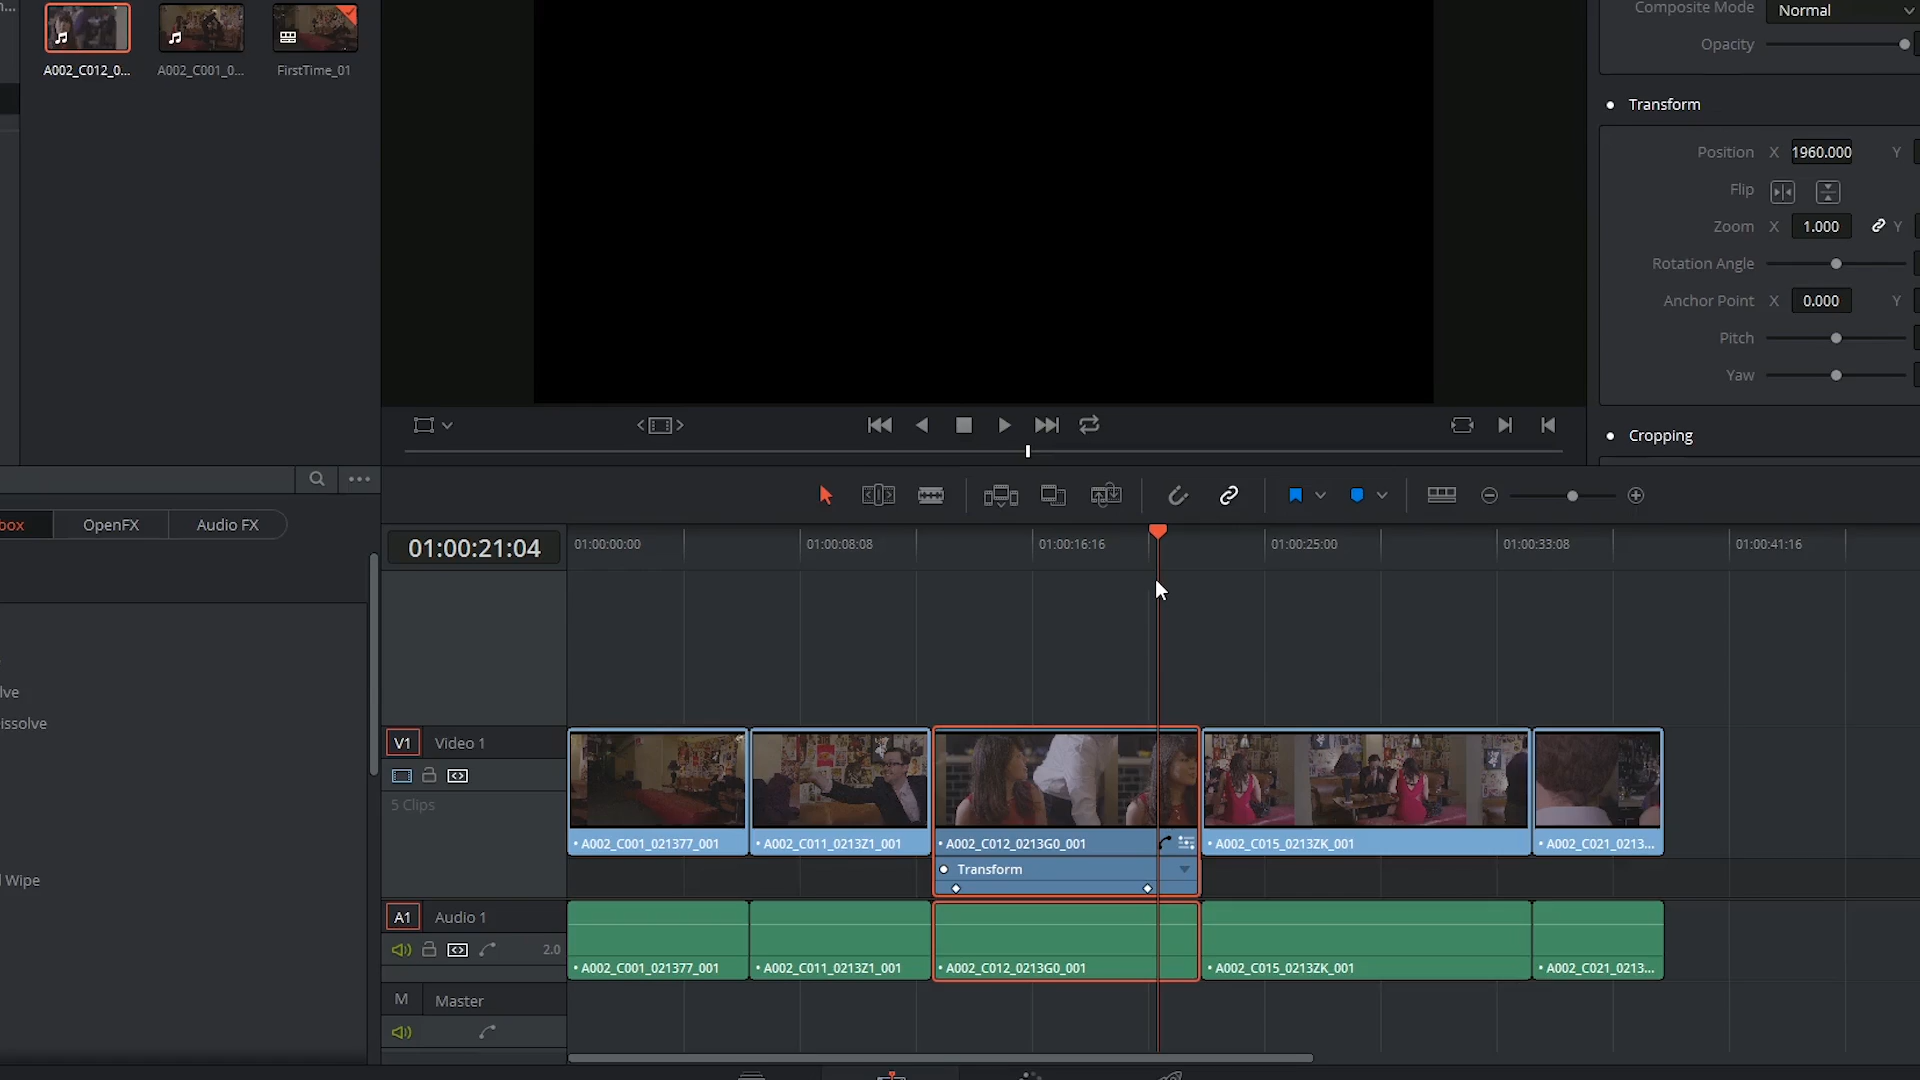 Composite Mode Normal
A002_C012_0... A002_C001_0... FirstTime_01
Opacity
Transform
Position X 1960.000 Y
Flip
Zoom X 1.000 Y
Rotation Angle
Anchor Point X 0.000 Y
Pitch
Yaw
Cropping
box OpenFX Audio FX
01:00:21:04 01:00:00:00 01:00:08:08 01:00:16:16 01:00:25:00 01:00:33:08 01:00:41:16
lve
issolve
l Wipe
V1 Video 1
5 Clips
• A002_C001_021377_001 • A002_C011_0213Z1_001 • A002_C012_0213G0_001 • A002_C015_0213ZK_001 • A002_C021_0213...
Transform
A1 Audio 1
2.0
• A002_C001_021377_001 • A002_C011_0213Z1_001 • A002_C012_0213G0_001 • A002_C015_0213ZK_001 • A002_C021_0213...
M Master